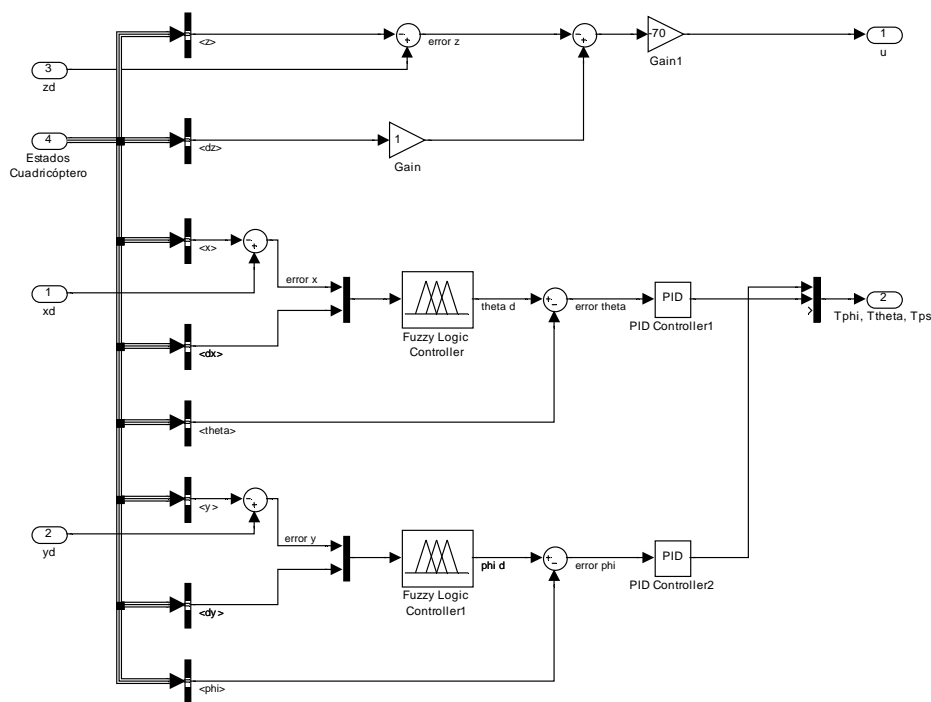 <z>
error z
-70
Gain1
1
u
3
zd
4
Estados
Cuadricóptero
<dz>
1
Gain
<x>
1
xd
error x
<dx>
Fuzzy Logic
Controller
theta d
error theta
PID
PID Controller1
2
Tphi, Ttheta, Tps
<theta>
<y>
2
yd
error y
<dy>
Fuzzy Logic
Controller1
phi d
error phi
PID
PID Controller2
<phi>